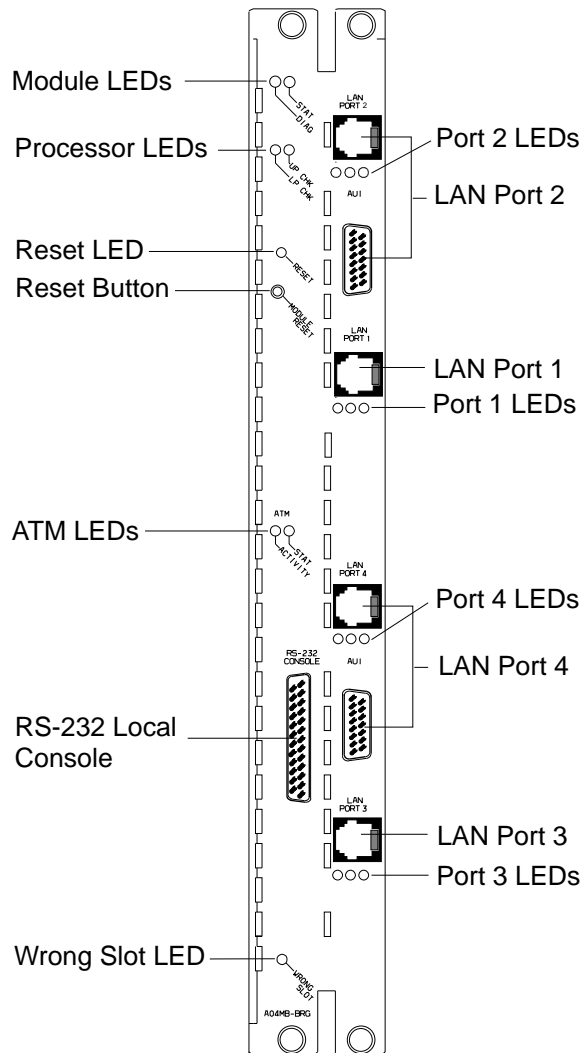 Module LEDs
STAT
DIAG
LAN
PORT 2
Port 2 LEDs
Processor LEDs
UP CHK
LP CHK
AUI
LAN Port 2
Reset LED
RESET
Reset Button
MODULE
RESET
LAN
PORT 1
LAN Port 1
Port 1 LEDs
ATM LEDs
ATM
STAT
ACTIVITY
LAN
PORT 4
Port 4 LEDs
RS-232
CONSOLE
AUI
LAN Port 4
RS-232 Local
Console
LAN
PORT 3
LAN Port 3
Port 3 LEDs
Wrong Slot LED
WRONG
SLOT
A04MB-BRG